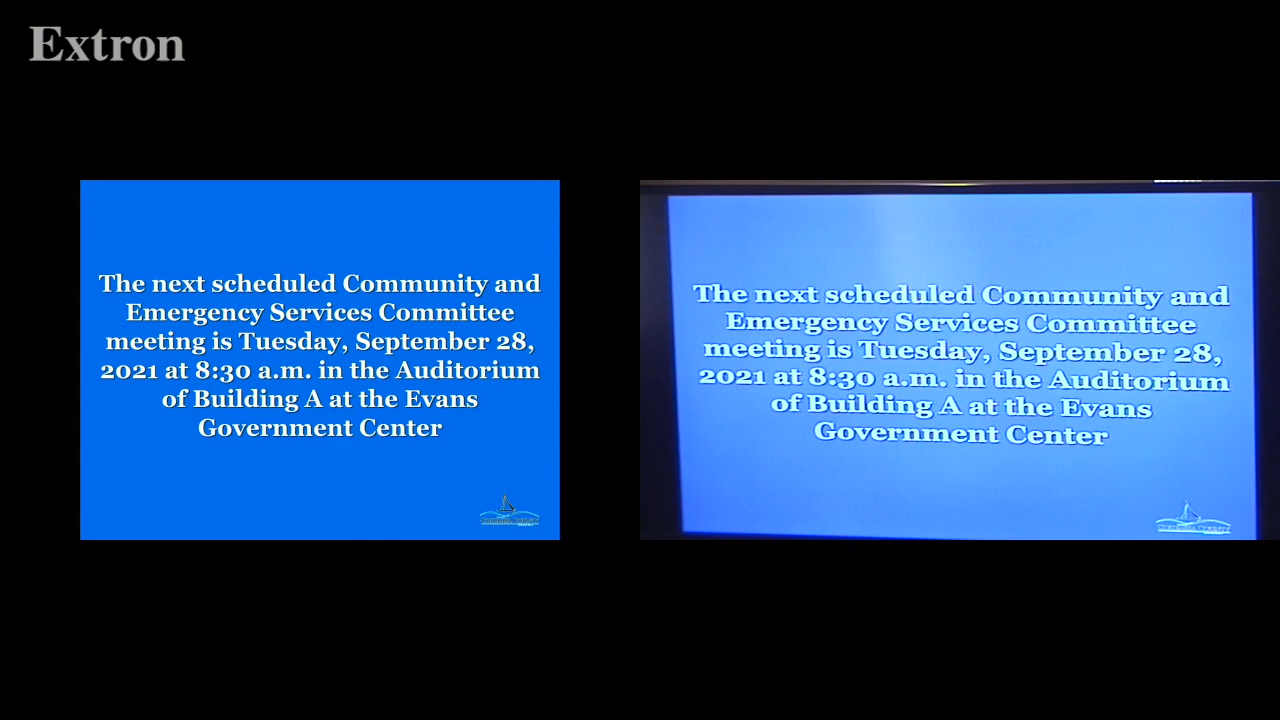 Extron
The next scheduled Community and
Emergency Services Committee
meeting is Tuesday, September 28,
2021 at 8:30 a.m. in the Auditorium
of Building A at the Evans
Government Center
The next scheduled Community and
Emergency Services Committee
meeting is Tuesday, September 28,
2021 at 8:30 a.m. in the Auditorium
of Building A at the Evans
Government Center